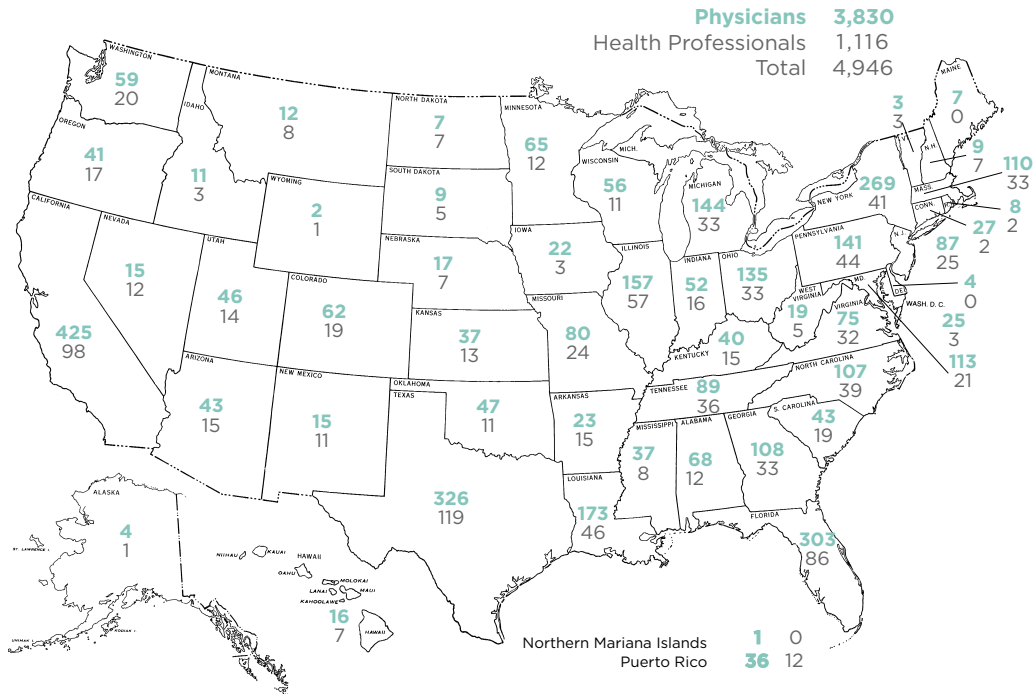 Physicians 3,830
Health Professionals 1,116
Total 4,946
WASHINGTON
59
20
OREGON
41
17
IDAHO
11
3
MONTANA
12
8
WYOMING
2
1
NORTH DAKOTA
7
7
SOUTH DAKOTA
9
5
NEBRASKA
17
7
MINNESOTA
65
12
WISCONSIN
56
11
MICH.
MICHIGAN
144
33
IOWA
22
3
ILLINOIS
157
57
INDIANA
52
16
OHIO
135
33
CALIFORNIA
425
98
NEVADA
15
12
UTAH
46
14
COLORADO
62
19
KANSAS
37
13
MISSOURI
80
24
KENTUCKY
40
15
WEST
VIRGINIA
19
5
VIRGINIA
75
32
PENNSYLVANIA
141
44
NEW YORK
269
41
MAINE
7
0
3
3
N.H.
9
7
MASS.
110
33
8
2
CONN.
27
2
N.J.
87
25
DEL.
4
0
WASH. D. C.
25
3
MD.
113
21
ARIZONA
43
15
NEW MEXICO
15
11
OKLAHOMA
47
11
TEXAS
326
119
ARKANSAS
23
15
LOUISIANA
173
46
MISSISSIPPI
37
8
ALABAMA
68
12
TENNESSEE
89
36
NORTH CAROLINA
107
39
S. CAROLINA
43
19
GEORGIA
108
33
FLORIDA
303
86
ALASKA
4
1
ST. LAWRENCE I.
UNIMAK I.
KODIAK I.
HAWAII
NIIHAU
KAUAI
OAHU
MOLOKAI
LANAI
MAUI
KAHOOLAWE
HAWAII
16
7
Northern Mariana Islands 1 0
Puerto Rico 36 12